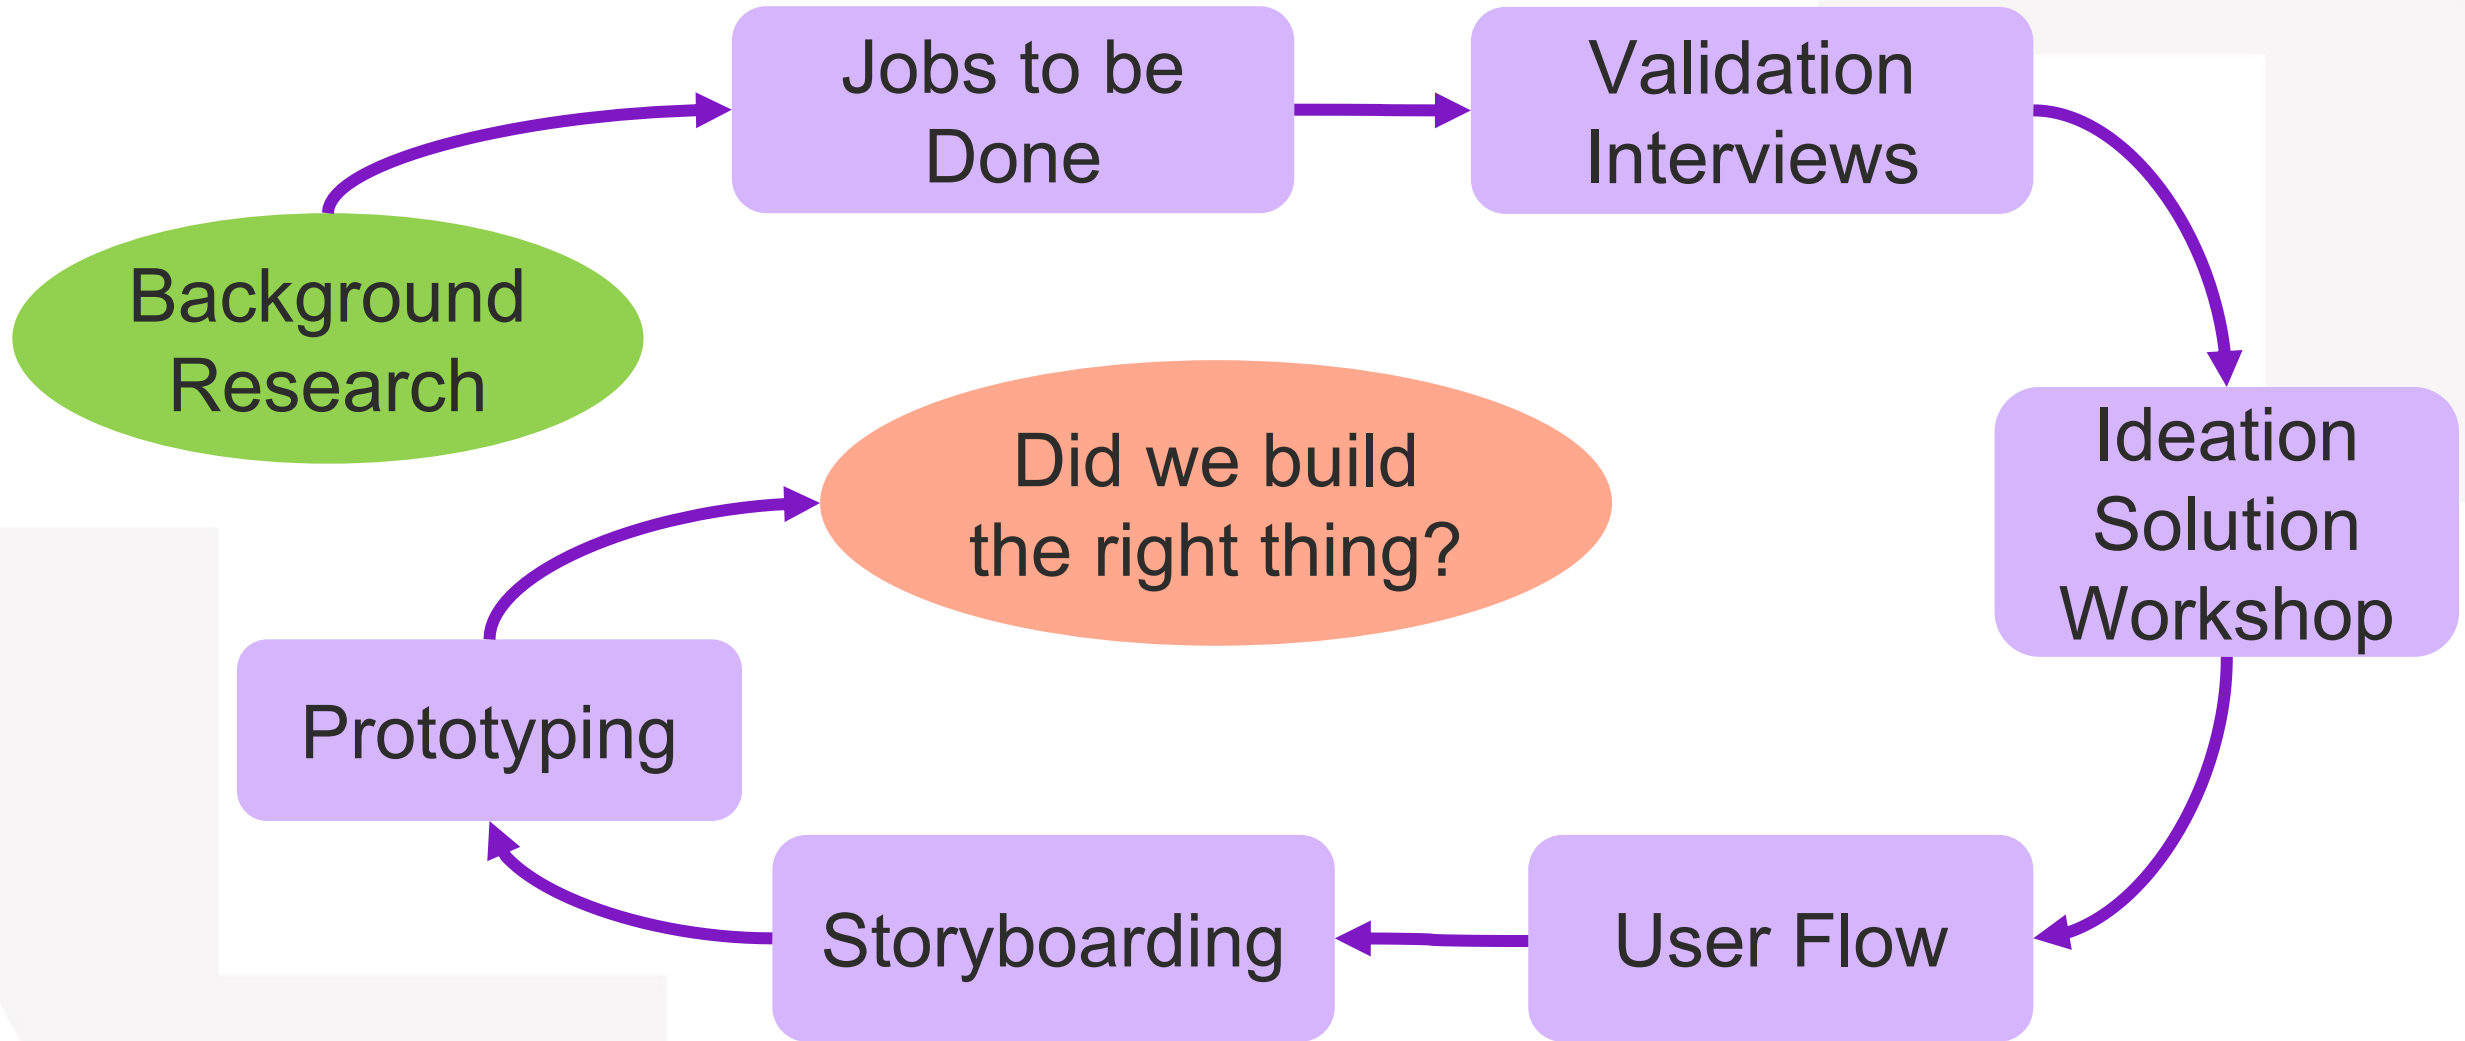 Background
Research
Jobs to be
Done
Validation
Interviews
Ideation
Solution
Workshop
User Flow
Storyboarding
Prototyping
Did we build
the right thing?